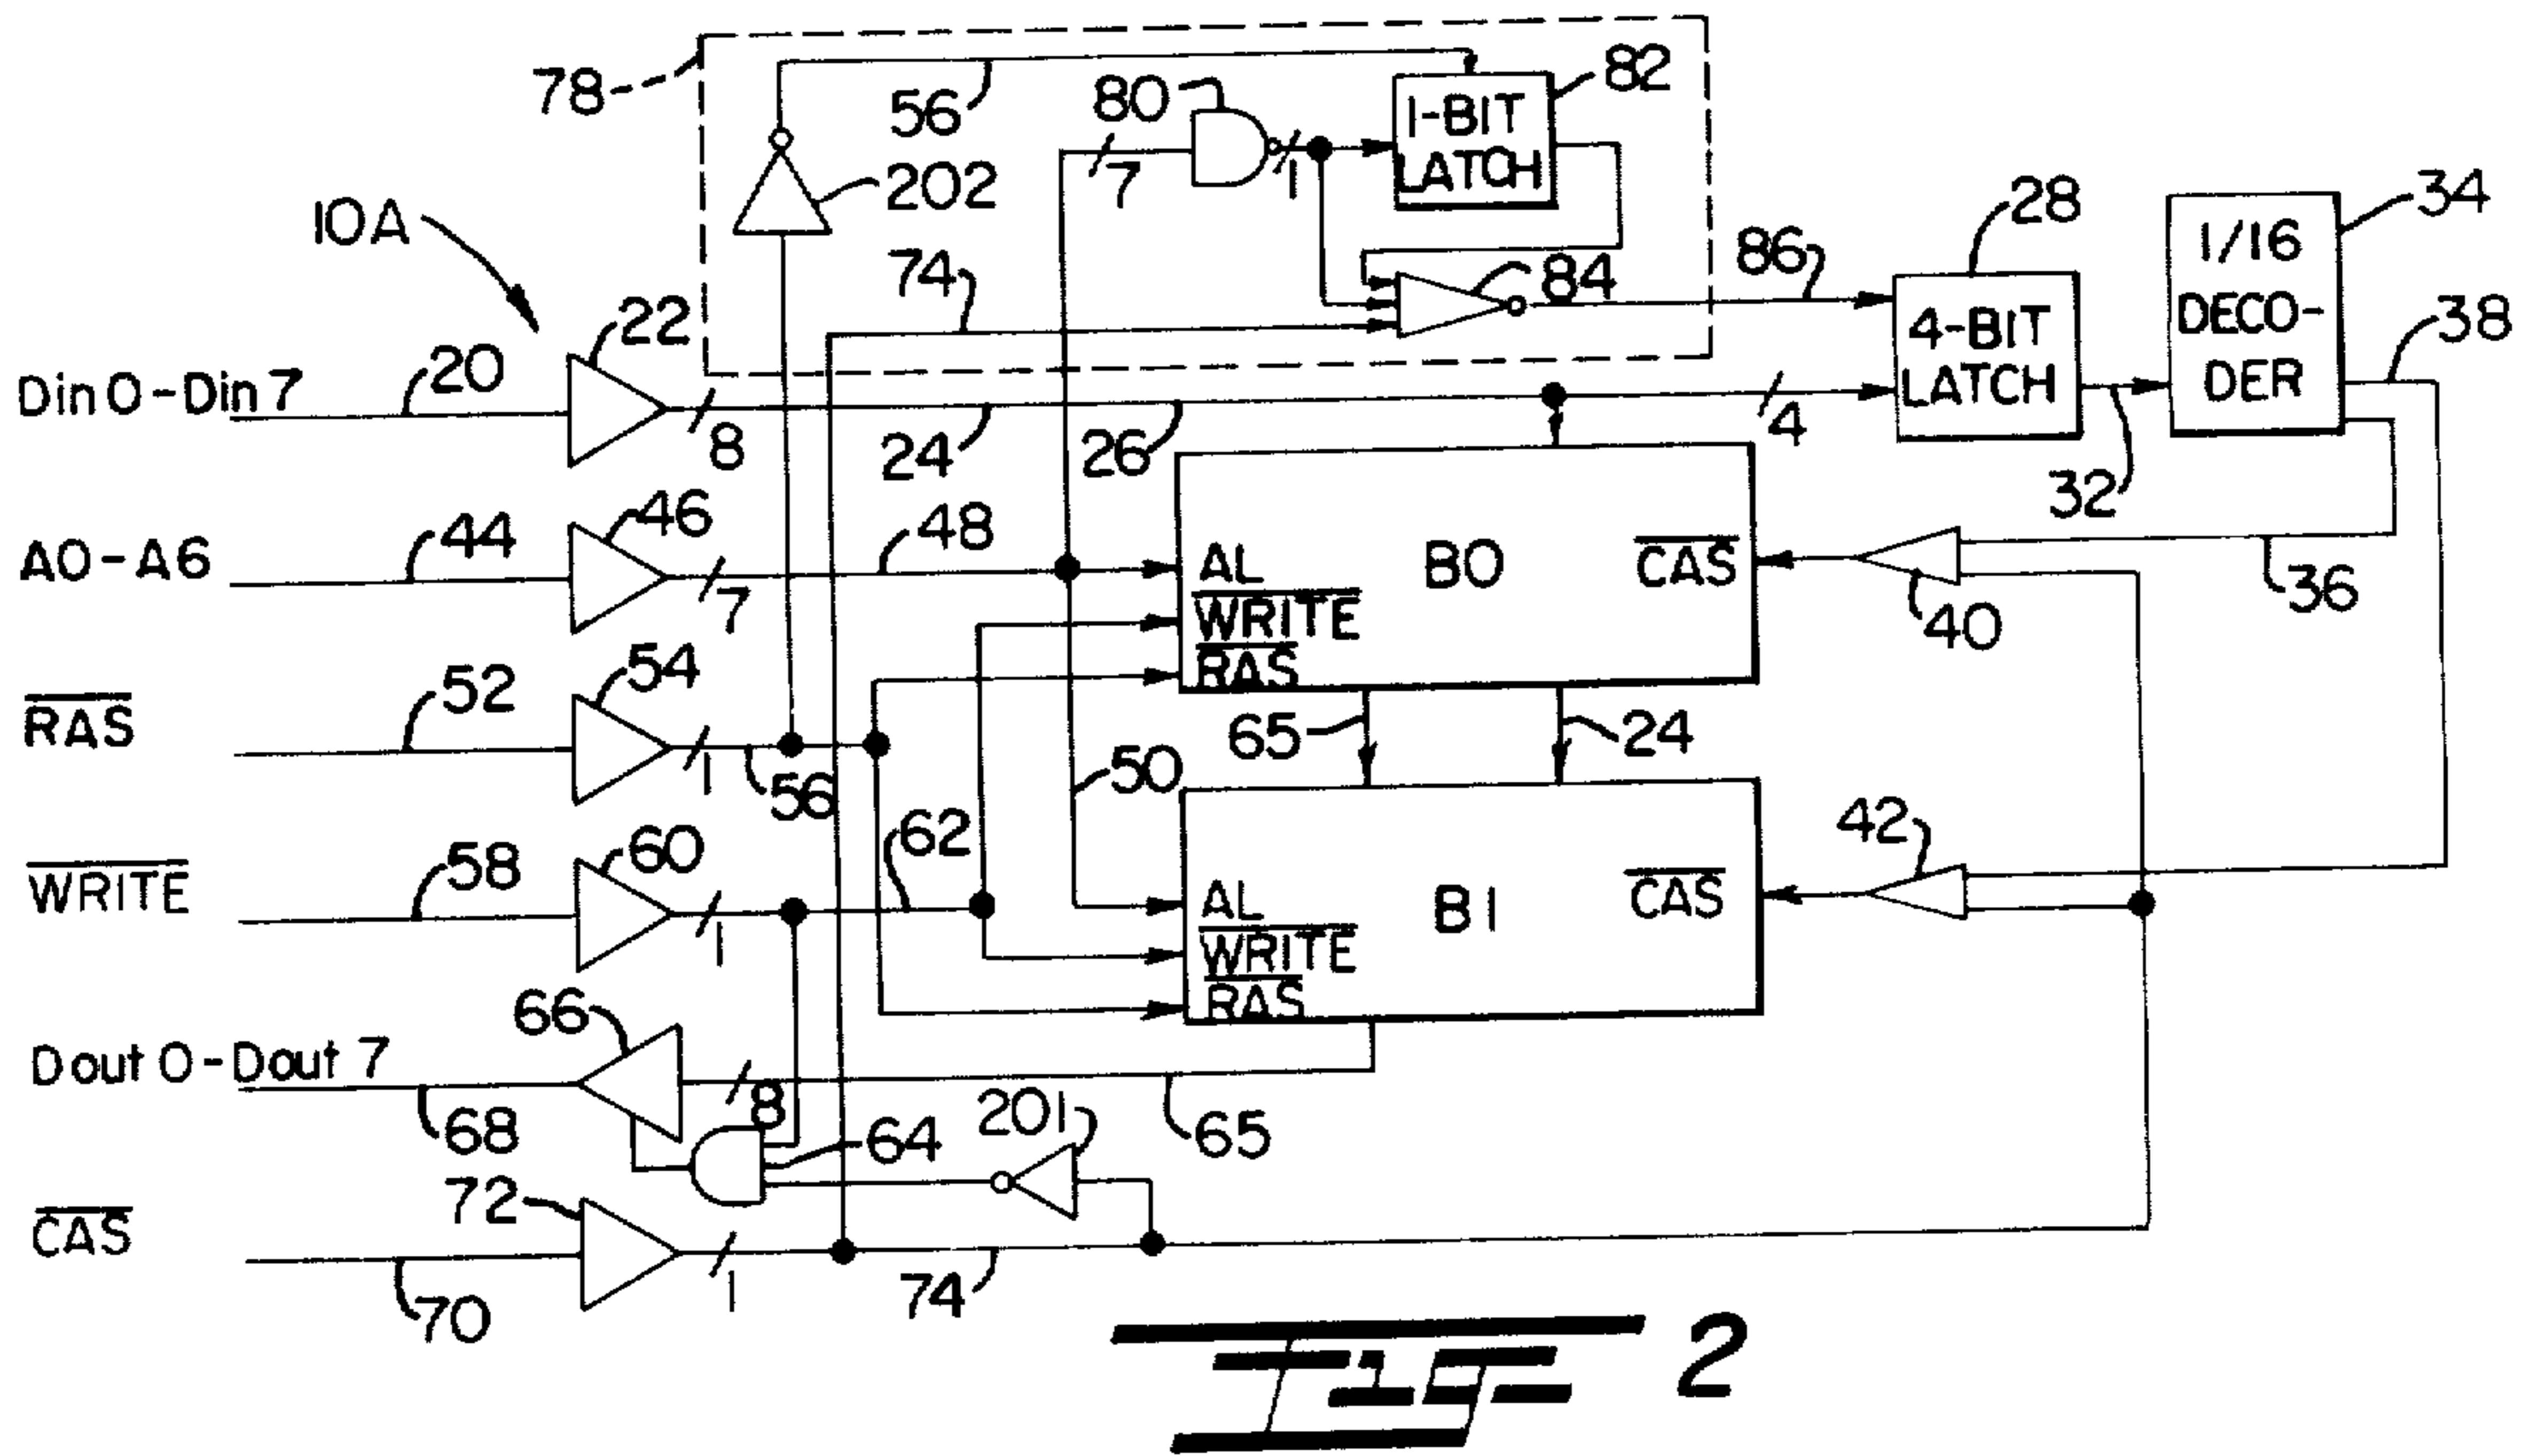 78
56
80
1-BIT
LATCH
82
202
7
1
10A
74
84
86
28
4-BIT
LATCH
34
1/16
DECO-
DER
38
Din 0 - Din 7
20
22
8
24
26
4
32
A0 - A6
44
46
7
48
AL
WRITE
RAS
B0
CAS
40
36
RAS
52
54
1
56
65
24
50
WRITE
58
60
1
62
AL
WRITE
RAS
B1
CAS
42
Dout 0 - Dout 7
66
68
8
64
201
65
CAS
70
72
1
74
FIG 2